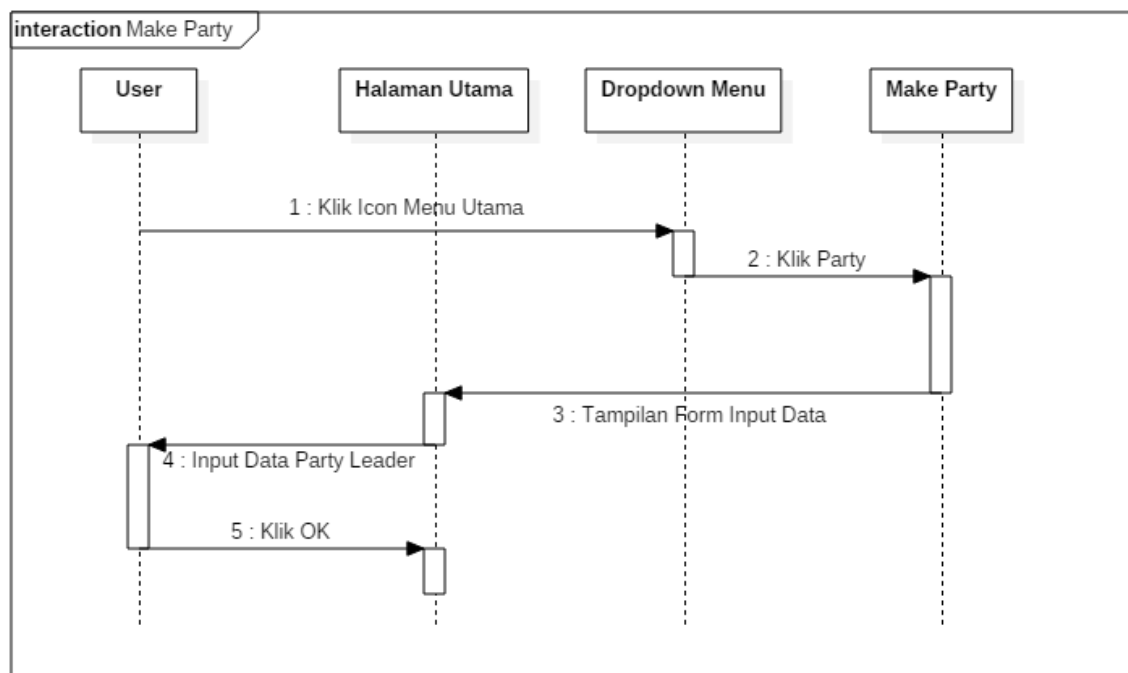 interaction Make Party
User
Halaman Utama
Dropdown Menu
Make Party
1 : Klik Icon Menu Utama
2 : Klik Party
3 : Tampilan Form Input Data
4 : Input Data Party Leader
5 : Klik OK